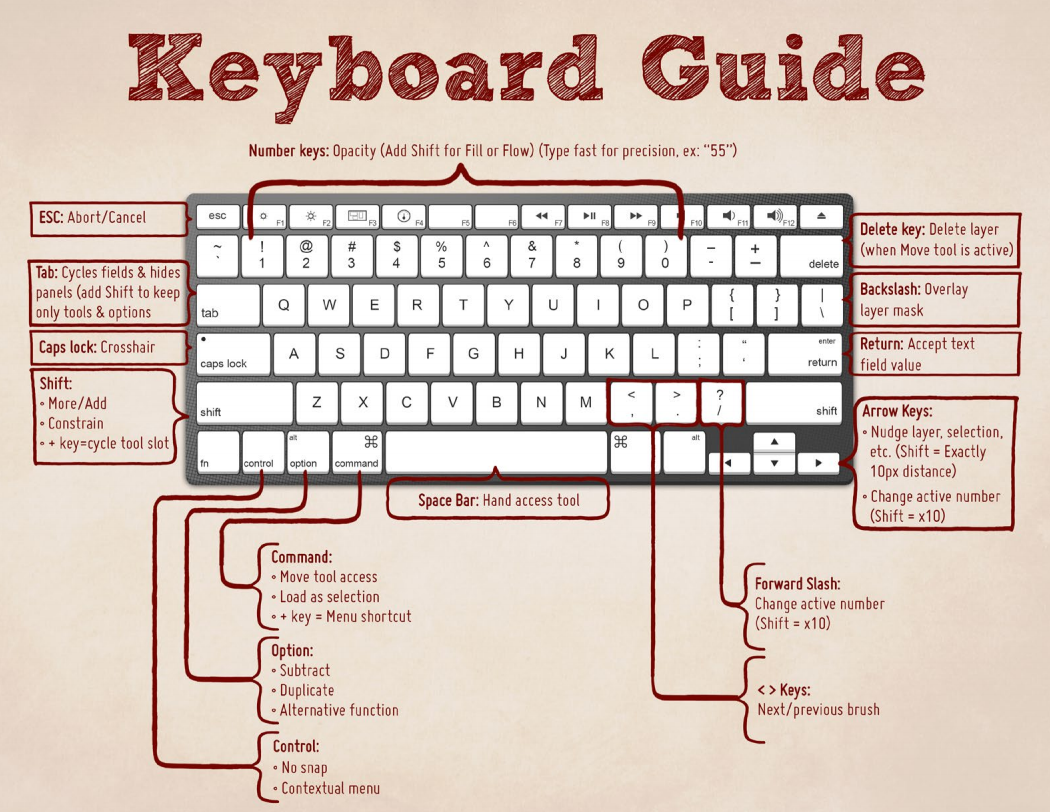 Keyboard Guide
Number keys: Opacity (Add Shift for Fill or Flow) (Type fast for precision, ex: “55”)
ESC: Abort/Cancel
Tab: Cycles fields & hides
panels (add Shift to keep
only tools & options
Caps lock: Crosshair
Shift:
◦ More/Add
◦ Constrain
◦ + key=cycle tool slot
esc F1 F2 F3 F4 F5 F6 F7 F8 F9 F10 F11 F12
~ ! @ # $ % ^ & * ( ) – +
` 1 2 3 4 5 6 7 8 9 0 - — delete
tab Q W E R T Y U I O P { [ } ] | \
caps lock A S D F G H J K L : ; “ ‘ enter return
shift Z X C V B N M < , > . ? / shift
fn control alt option ⌘ command ⌘ alt ◀ ▲ ▼ ▶
Delete key: Delete layer
(when Move tool is active)
Backslash: Overlay
layer mask
Return: Accept text
field value
Arrow Keys:
◦ Nudge layer, selection,
etc. (Shift = Exactly
10px distance)
◦ Change active number
(Shift = x10)
Space Bar: Hand access tool
Command:
◦ Move tool access
◦ Load as selection
◦ + key = Menu shortcut
Option:
◦ Subtract
◦ Duplicate
◦ Alternative function
Control:
◦ No snap
◦ Contextual menu
Forward Slash:
Change active number
(Shift = x10)
< > Keys:
Next/previous brush